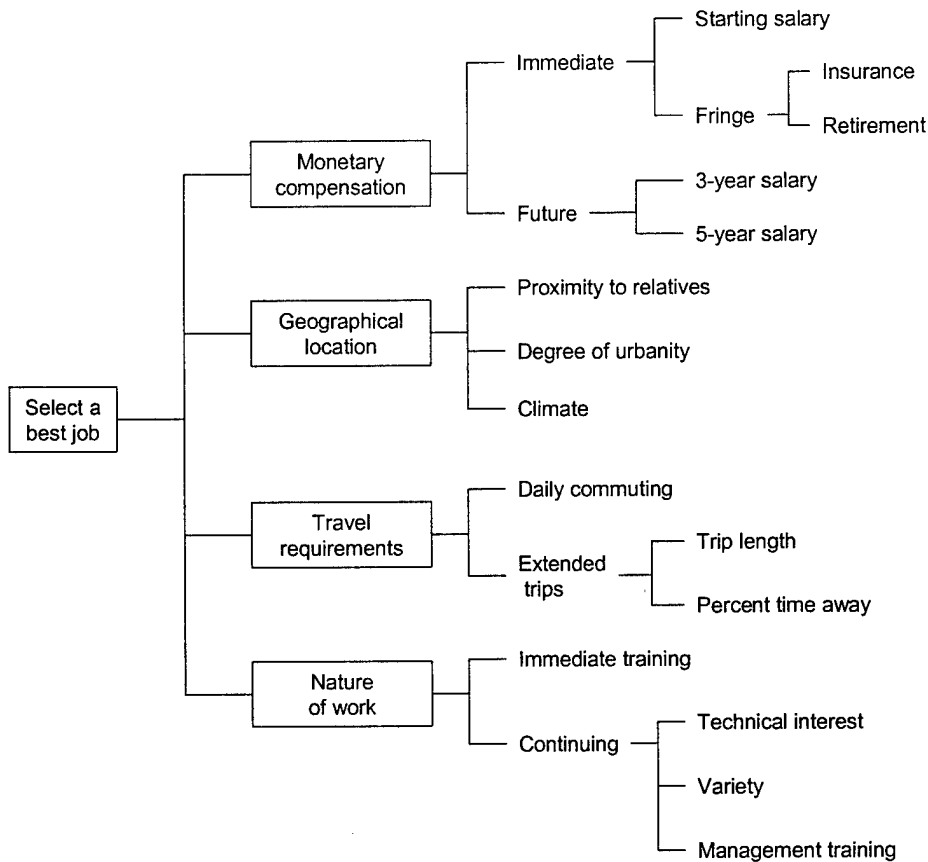 Starting salary
Immediate
Insurance
Fringe
Retirement
Monetary
compensation
3-year salary
Future
5-year salary
Proximity to relatives
Geographical
location
Degree of urbanity
Climate
Select a
best job
Daily commuting
Travel
requirements
Trip length
Extended
trips
Percent time away
Immediate training
Nature
of work
Technical interest
Continuing
Variety
Management training